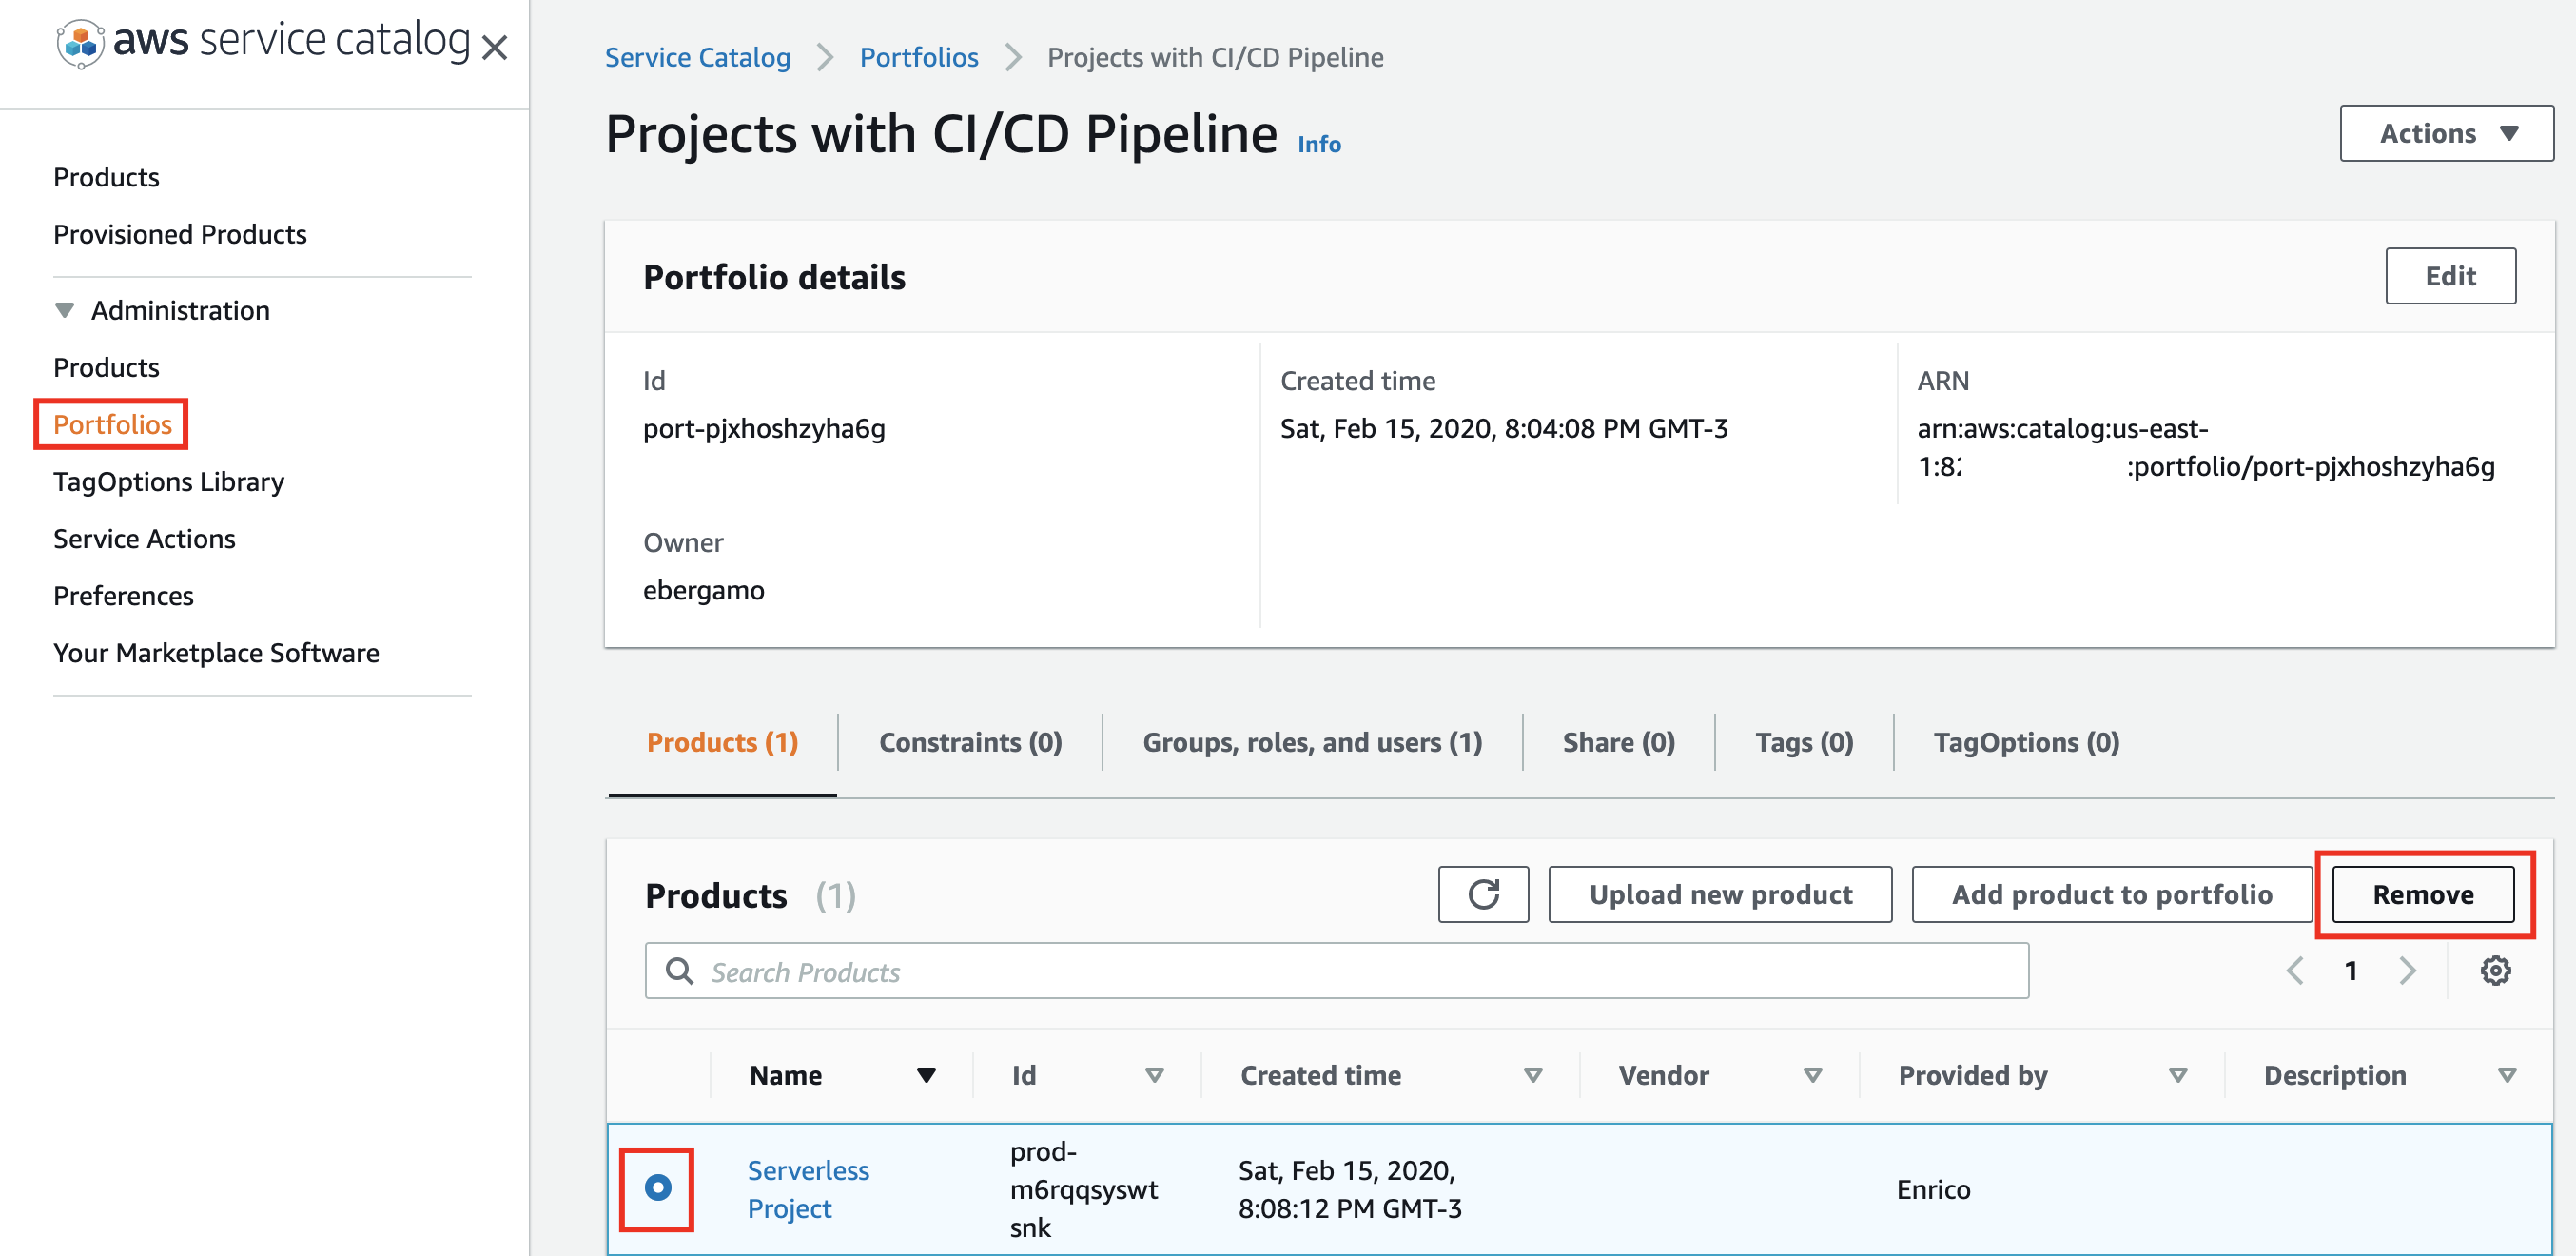 aws service catalog
Products
Provisioned Products
Administration
Products
Portfolios
TagOptions Library
Service Actions
Preferences
Your Marketplace Software
Service Catalog Portfolios Projects with CI/CD Pipeline
Projects with CI/CD Pipeline Info
Actions
Portfolio details
Edit
Id
port-pjxhoshzyha6g
Created time
Sat, Feb 15, 2020, 8:04:08 PM GMT-3
ARN
arn:aws:catalog:us-east-
1:82 :portfolio/port-pjxhoshzyha6g
Owner
ebergamo
Products (1) Constraints (0) Groups, roles, and users (1) Share (0) Tags (0) TagOptions (0)
Products (1)
Upload new product
Add product to portfolio
Remove
Search Products
1
Name Id Created time Vendor Provided by Description
Serverless
Project
prod-
m6rqqsyswt
snk
Sat, Feb 15, 2020,
8:08:12 PM GMT-3
Enrico